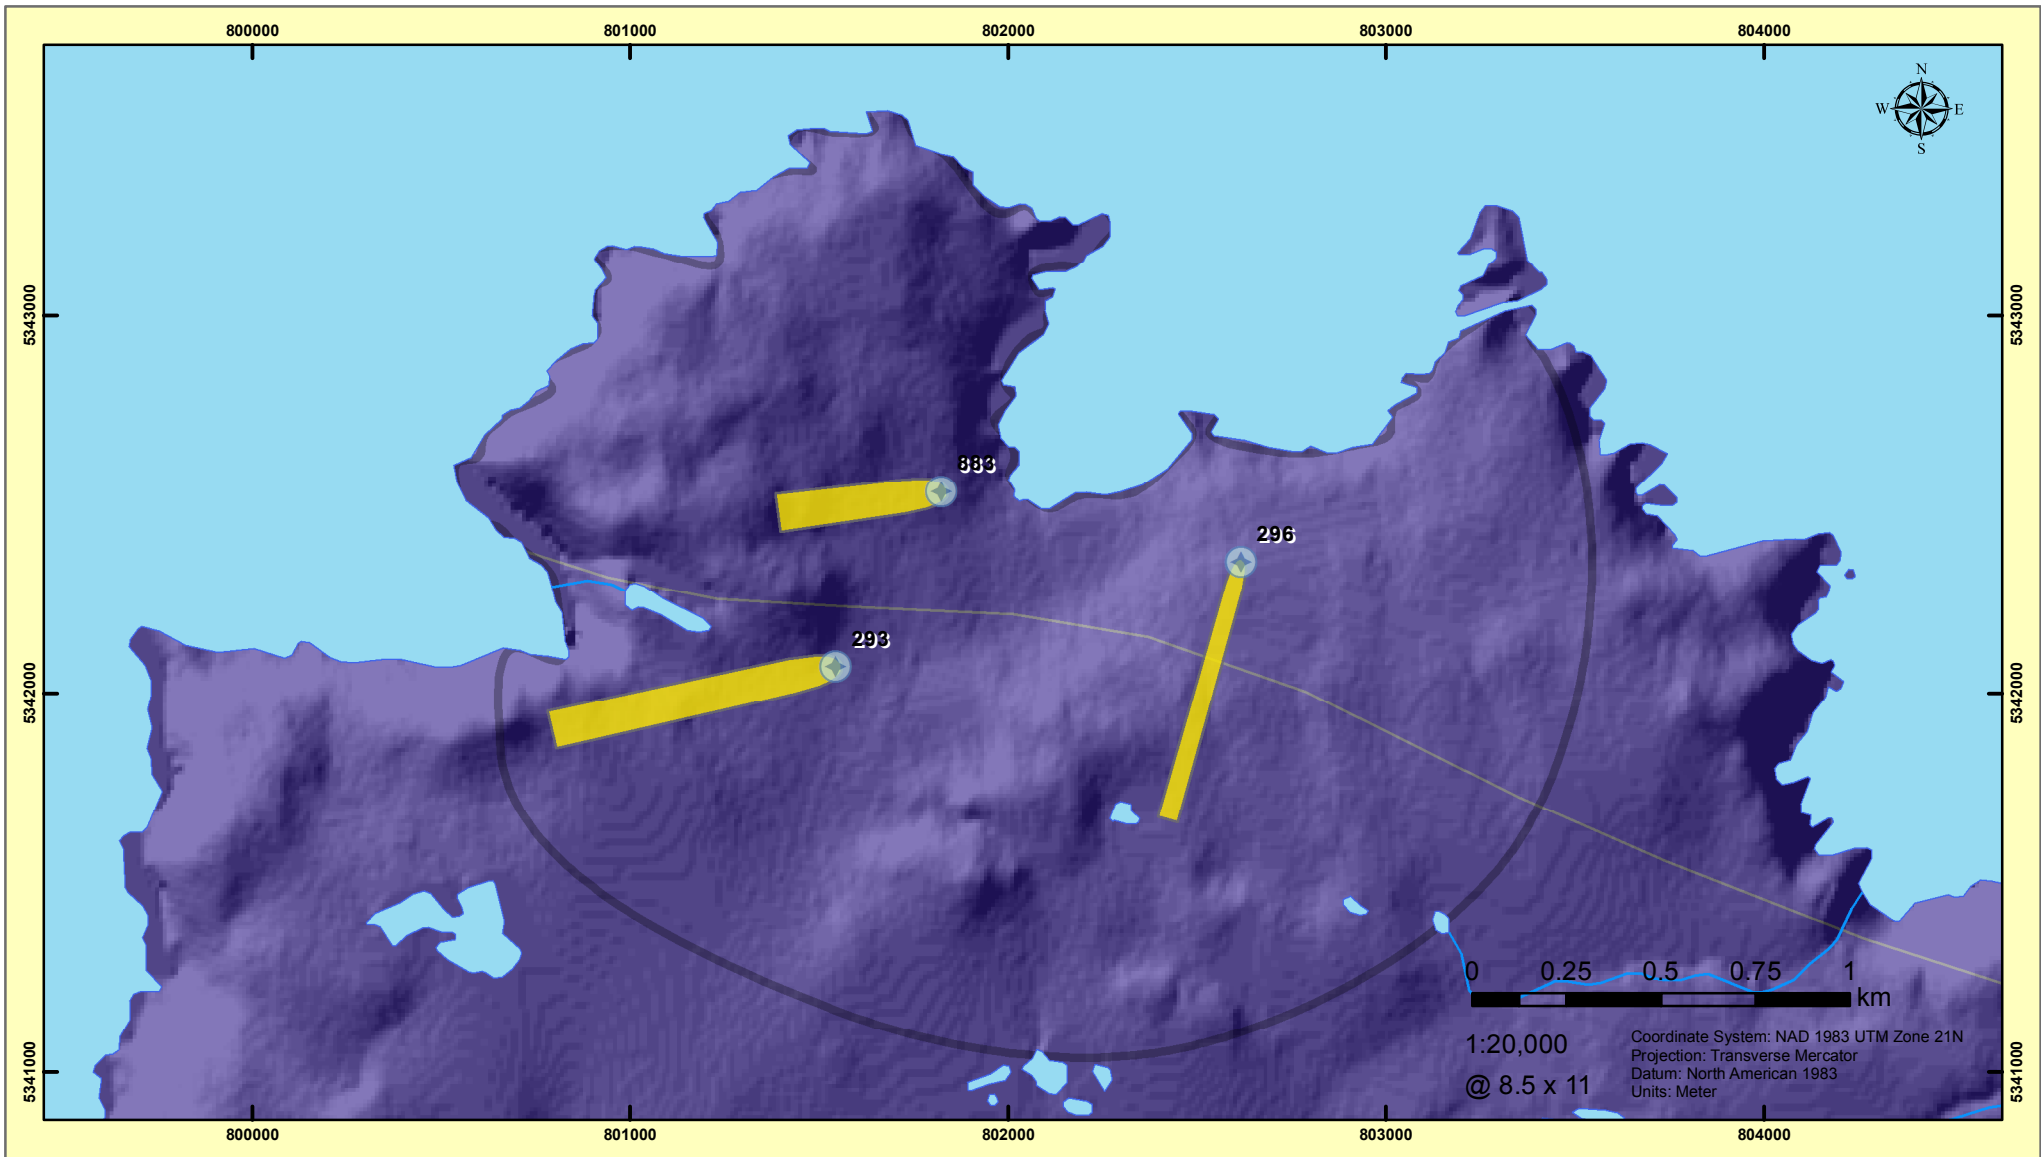 800000 801000 802000 803000 804000
N
W E
S
5343000 5343000
883
296
293
5342000 5342000
0 0.25 0.5 0.75 1
km
1:20,000
@ 8.5 x 11
Coordinate System: NAD 1983 UTM Zone 21N
Projection: Transverse Mercator
Datum: North American 1983
Units: Meter
5341000 5341000
800000 801000 802000 803000 804000